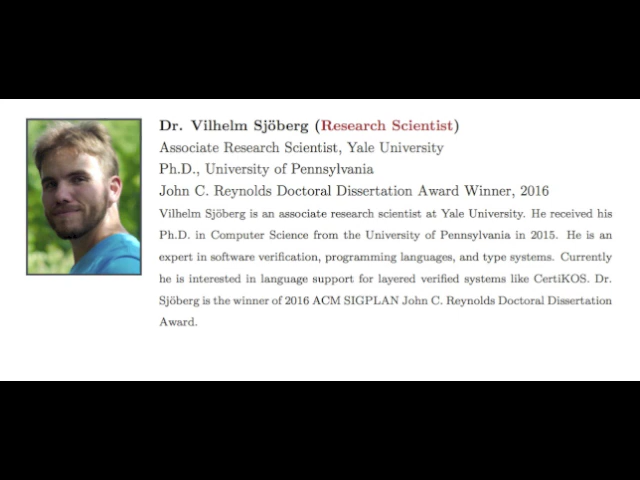 Dr. Vilhelm Sjöberg (Research Scientist)
Associate Research Scientist, Yale University
Ph.D., University of Pennsylvania
John C. Reynolds Doctoral Dissertation Award Winner, 2016
Vilhelm Sjöberg is an associate research scientist at Yale University. He received his
Ph.D. in Computer Science from the University of Pennsylvania in 2015. He is an
expert in software verification, programming languages, and type systems. Currently
he is interested in language support for layered verified systems like CertiKOS. Dr.
Sjöberg is the winner of 2016 ACM SIGPLAN John C. Reynolds Doctoral Dissertation
Award.